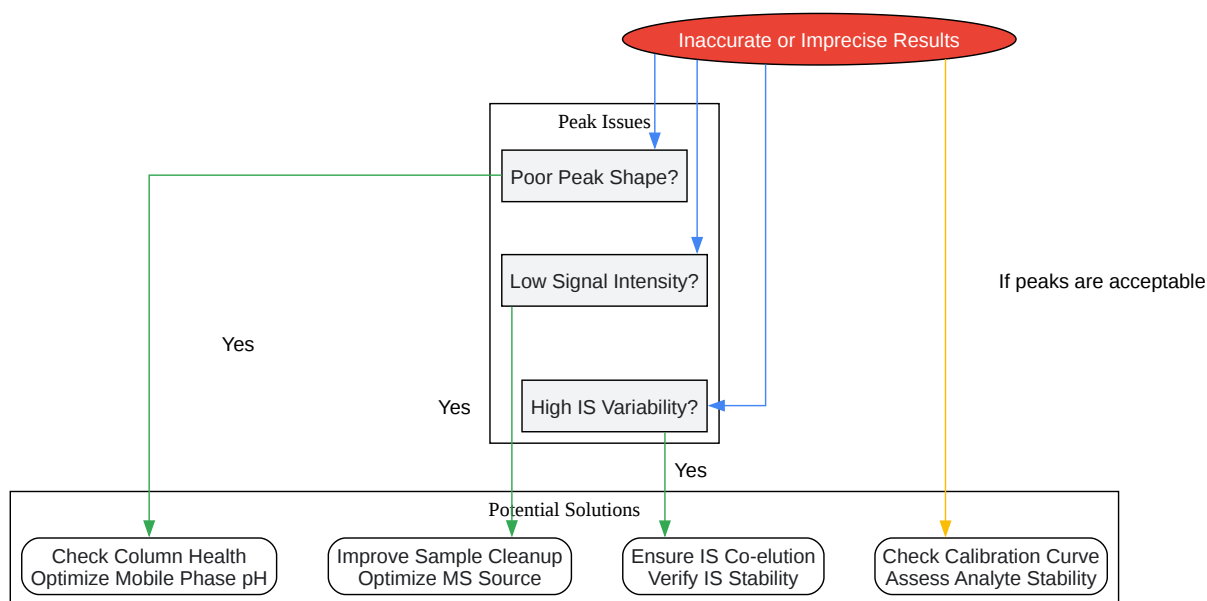 Inaccurate or Imprecise Results
Peak Issues
Poor Peak Shape?
Low Signal Intensity?
If peaks are acceptable
Yes
Yes
High IS Variability?
Yes
Potential Solutions
Check Column Health
Optimize Mobile Phase pH
Improve Sample Cleanup
Optimize MS Source
Ensure IS Co-elution
Verify IS Stability
Check Calibration Curve
Assess Analyte Stability